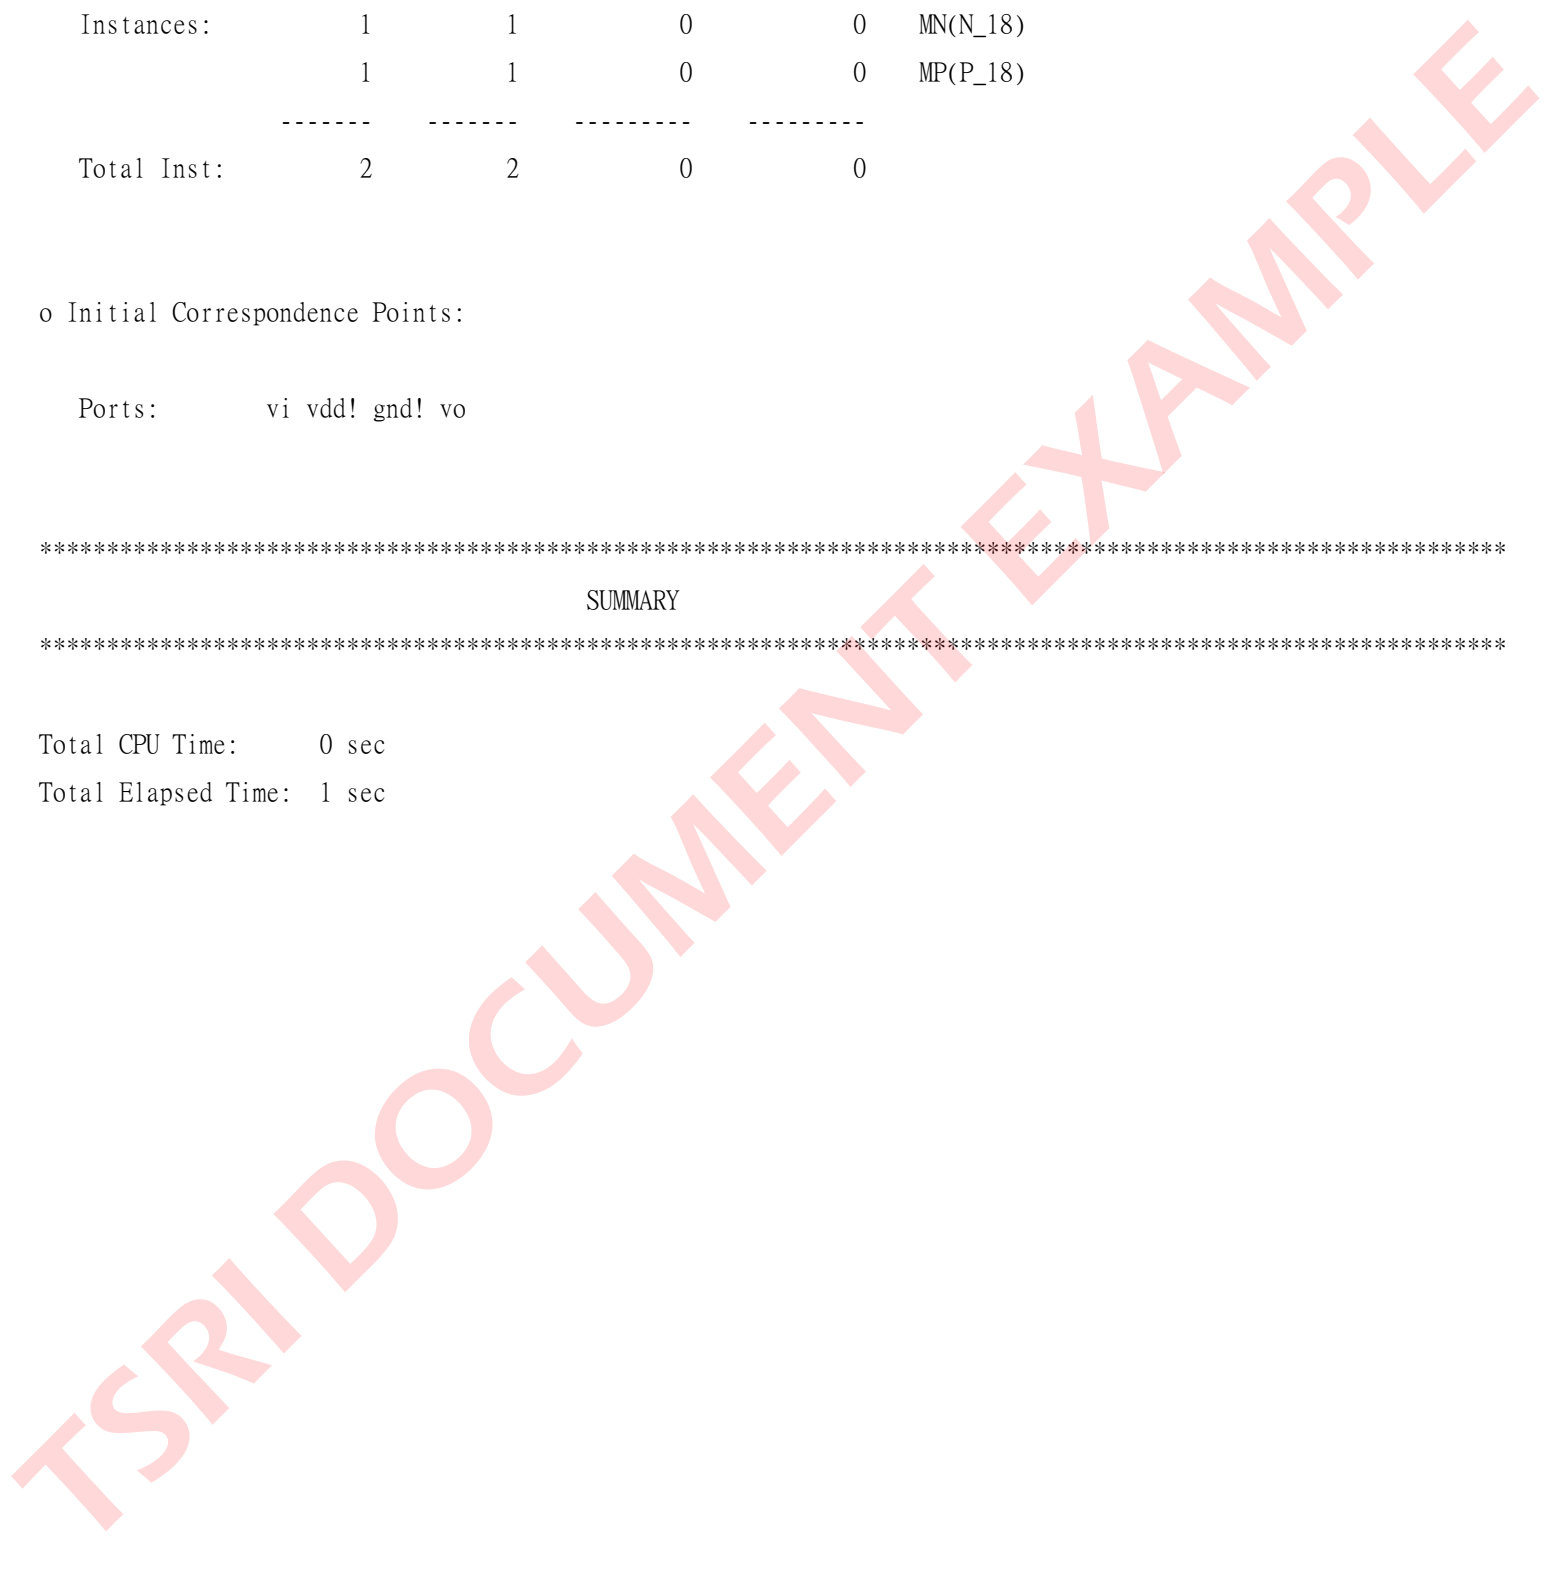 Instances: 1 1 0 0 MN(N_18)
1 1 0 0 MP(P_18)
------- ------- --------- ---------
Total Inst: 2 2 0 0
o Initial Correspondence Points:
Ports: vi vdd! gnd! vo
**************************************************************************************************************
SUMMARY
**************************************************************************************************************
Total CPU Time: 0 sec
Total Elapsed Time: 1 sec
TSRI DOCUMENT EXAMPLE